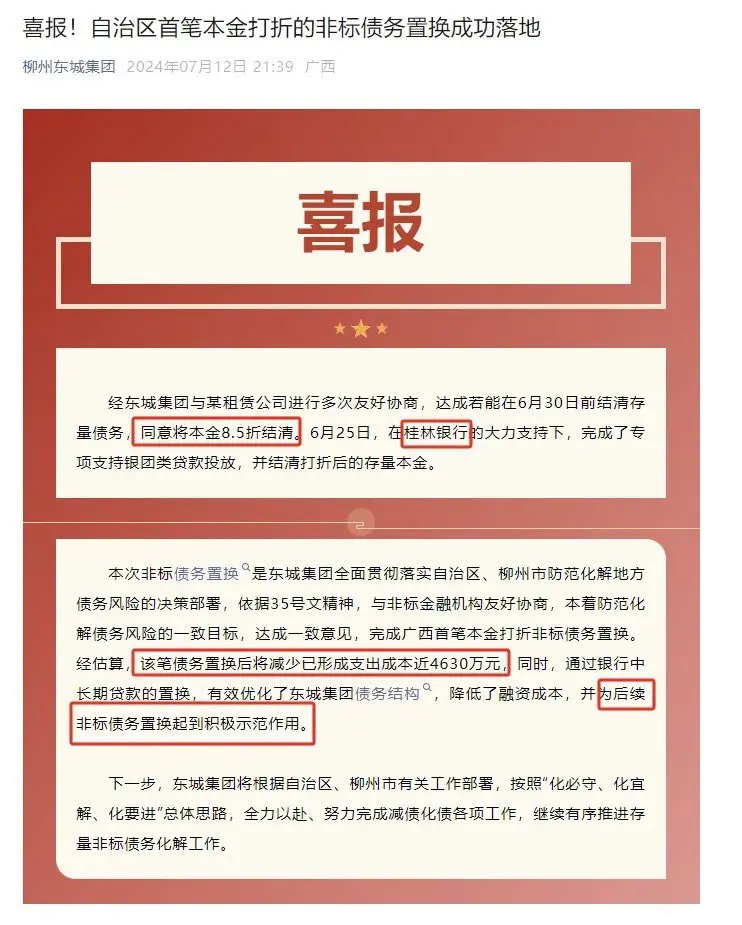 喜报！自治区首笔本金打折的非标债务置换成功落地
柳州东城集团 2024年07月12日 21:39 广西
喜报
经东城集团与某租赁公司进行多次友好协商，达成若能在6月30日前结清存
量债务，同意将本金8.5折结清。6月25日，在桂林银行的大力支持下，完成了专
项支持银团类贷款投放，并结清打折后的存量本金。
本次非标债务置换是东城集团全面贯彻落实自治区、柳州市防范化解地方
债务风险的决策部署，依据35号文精神，与非标金融机构友好协商，本着防范化
解债务风险的一致目标，达成一致意见，完成广西首笔本金打折非标债务置换。
经估算，该笔债务置换后将减少已形成支出成本近4630万元，同时，通过银行中
长期贷款的置换，有效优化了东城集团债务结构，降低了融资成本，并为后续
非标债务置换起到积极示范作用。
下一步，东城集团将根据自治区、柳州市有关工作部署，按照“化必守、化宜
解、化要进”总体思路，全力以赴、努力完成减债化债各项工作，继续有序推进存
量非标债务化解工作。